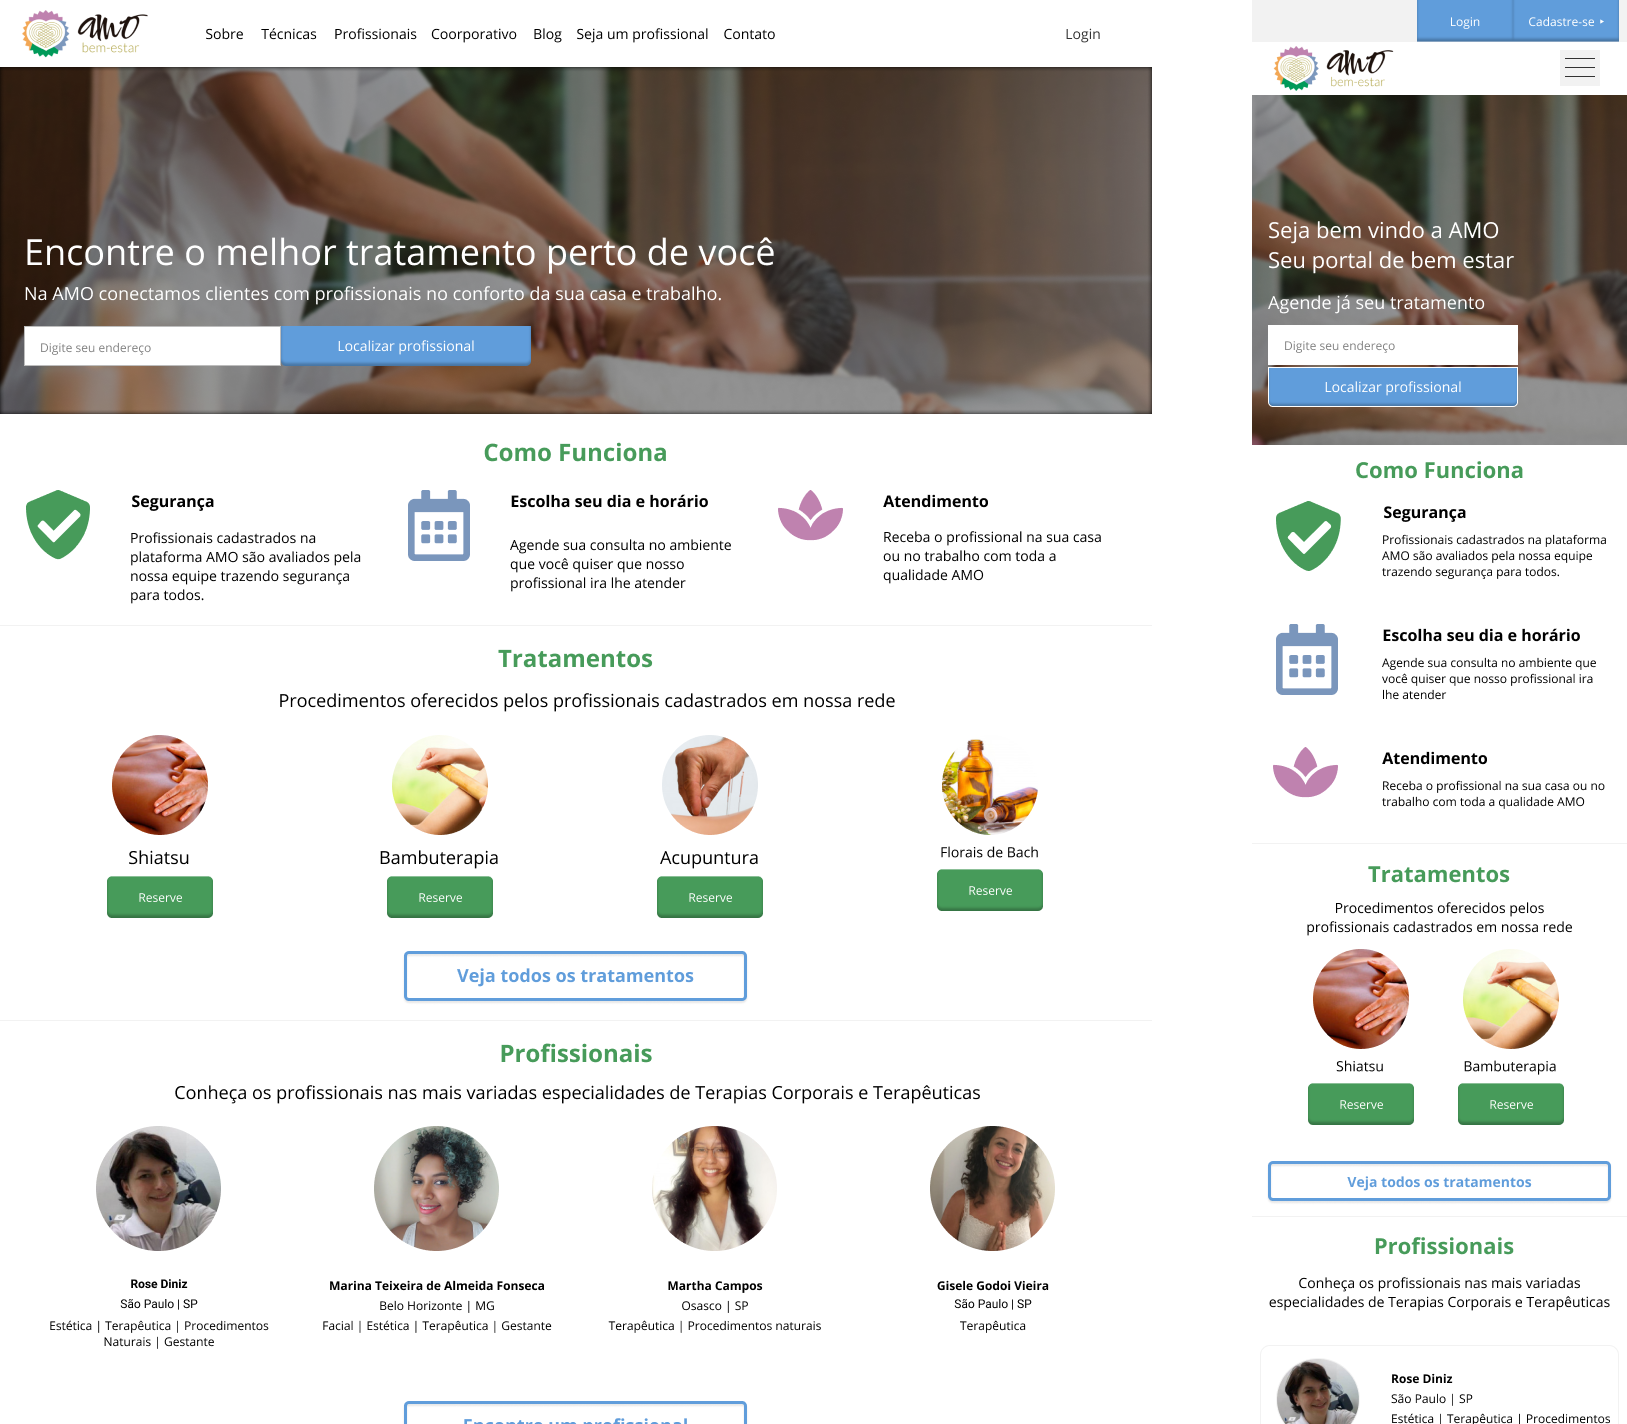 amo
bem-estar
Sobre Técnicas Profissionais Coorporativo Blog Seja um profissional Contato Login
Encontre o melhor tratamento perto de você
Na AMO conectamos clientes com profissionais no conforto da sua casa e trabalho.
Digite seu endereço Localizar profissional
Como Funciona
Segurança
Profissionais cadastrados na
plataforma AMO são avaliados pela
nossa equipe trazendo segurança
para todos.
Escolha seu dia e horário
Agende sua consulta no ambiente
que você quiser que nosso
profissional ira lhe atender
Atendimento
Receba o profissional na sua casa
ou no trabalho com toda a
qualidade AMO
Tratamentos
Procedimentos oferecidos pelos profissionais cadastrados em nossa rede
Shiatsu
Reserve
Bambuterapia
Reserve
Acupuntura
Reserve
Florais de Bach
Reserve
Veja todos os tratamentos
Profissionais
Conheça os profissionais nas mais variadas especialidades de Terapias Corporais e Terapêuticas
Rose Diniz
São Paulo | SP
Estética | Terapêutica | Procedimentos
Naturais | Gestante
Marina Teixeira de Almeida Fonseca
Belo Horizonte | MG
Facial | Estética | Terapêutica | Gestante
Martha Campos
Osasco | SP
Terapêutica | Procedimentos naturais
Gisele Godoi Vieira
São Paulo | SP
Terapêutica
Encontre um profissional
Login Cadastre-se ▸
amo
bem-estar
Seja bem vindo a AMO
Seu portal de bem estar
Agende já seu tratamento
Digite seu endereço
Localizar profissional
Como Funciona
Segurança
Profissionais cadastrados na plataforma
AMO são avaliados pela nossa equipe
trazendo segurança para todos.
Escolha seu dia e horário
Agende sua consulta no ambiente que
você quiser que nosso profissional ira
lhe atender
Atendimento
Receba o profissional na sua casa ou no
trabalho com toda a qualidade AMO
Tratamentos
Procedimentos oferecidos pelos
profissionais cadastrados em nossa rede
Shiatsu
Reserve
Bambuterapia
Reserve
Veja todos os tratamentos
Profissionais
Conheça os profissionais nas mais variadas
especialidades de Terapias Corporais e Terapêuticas
Rose Diniz
São Paulo | SP
Estética | Terapêutica | Procedimentos